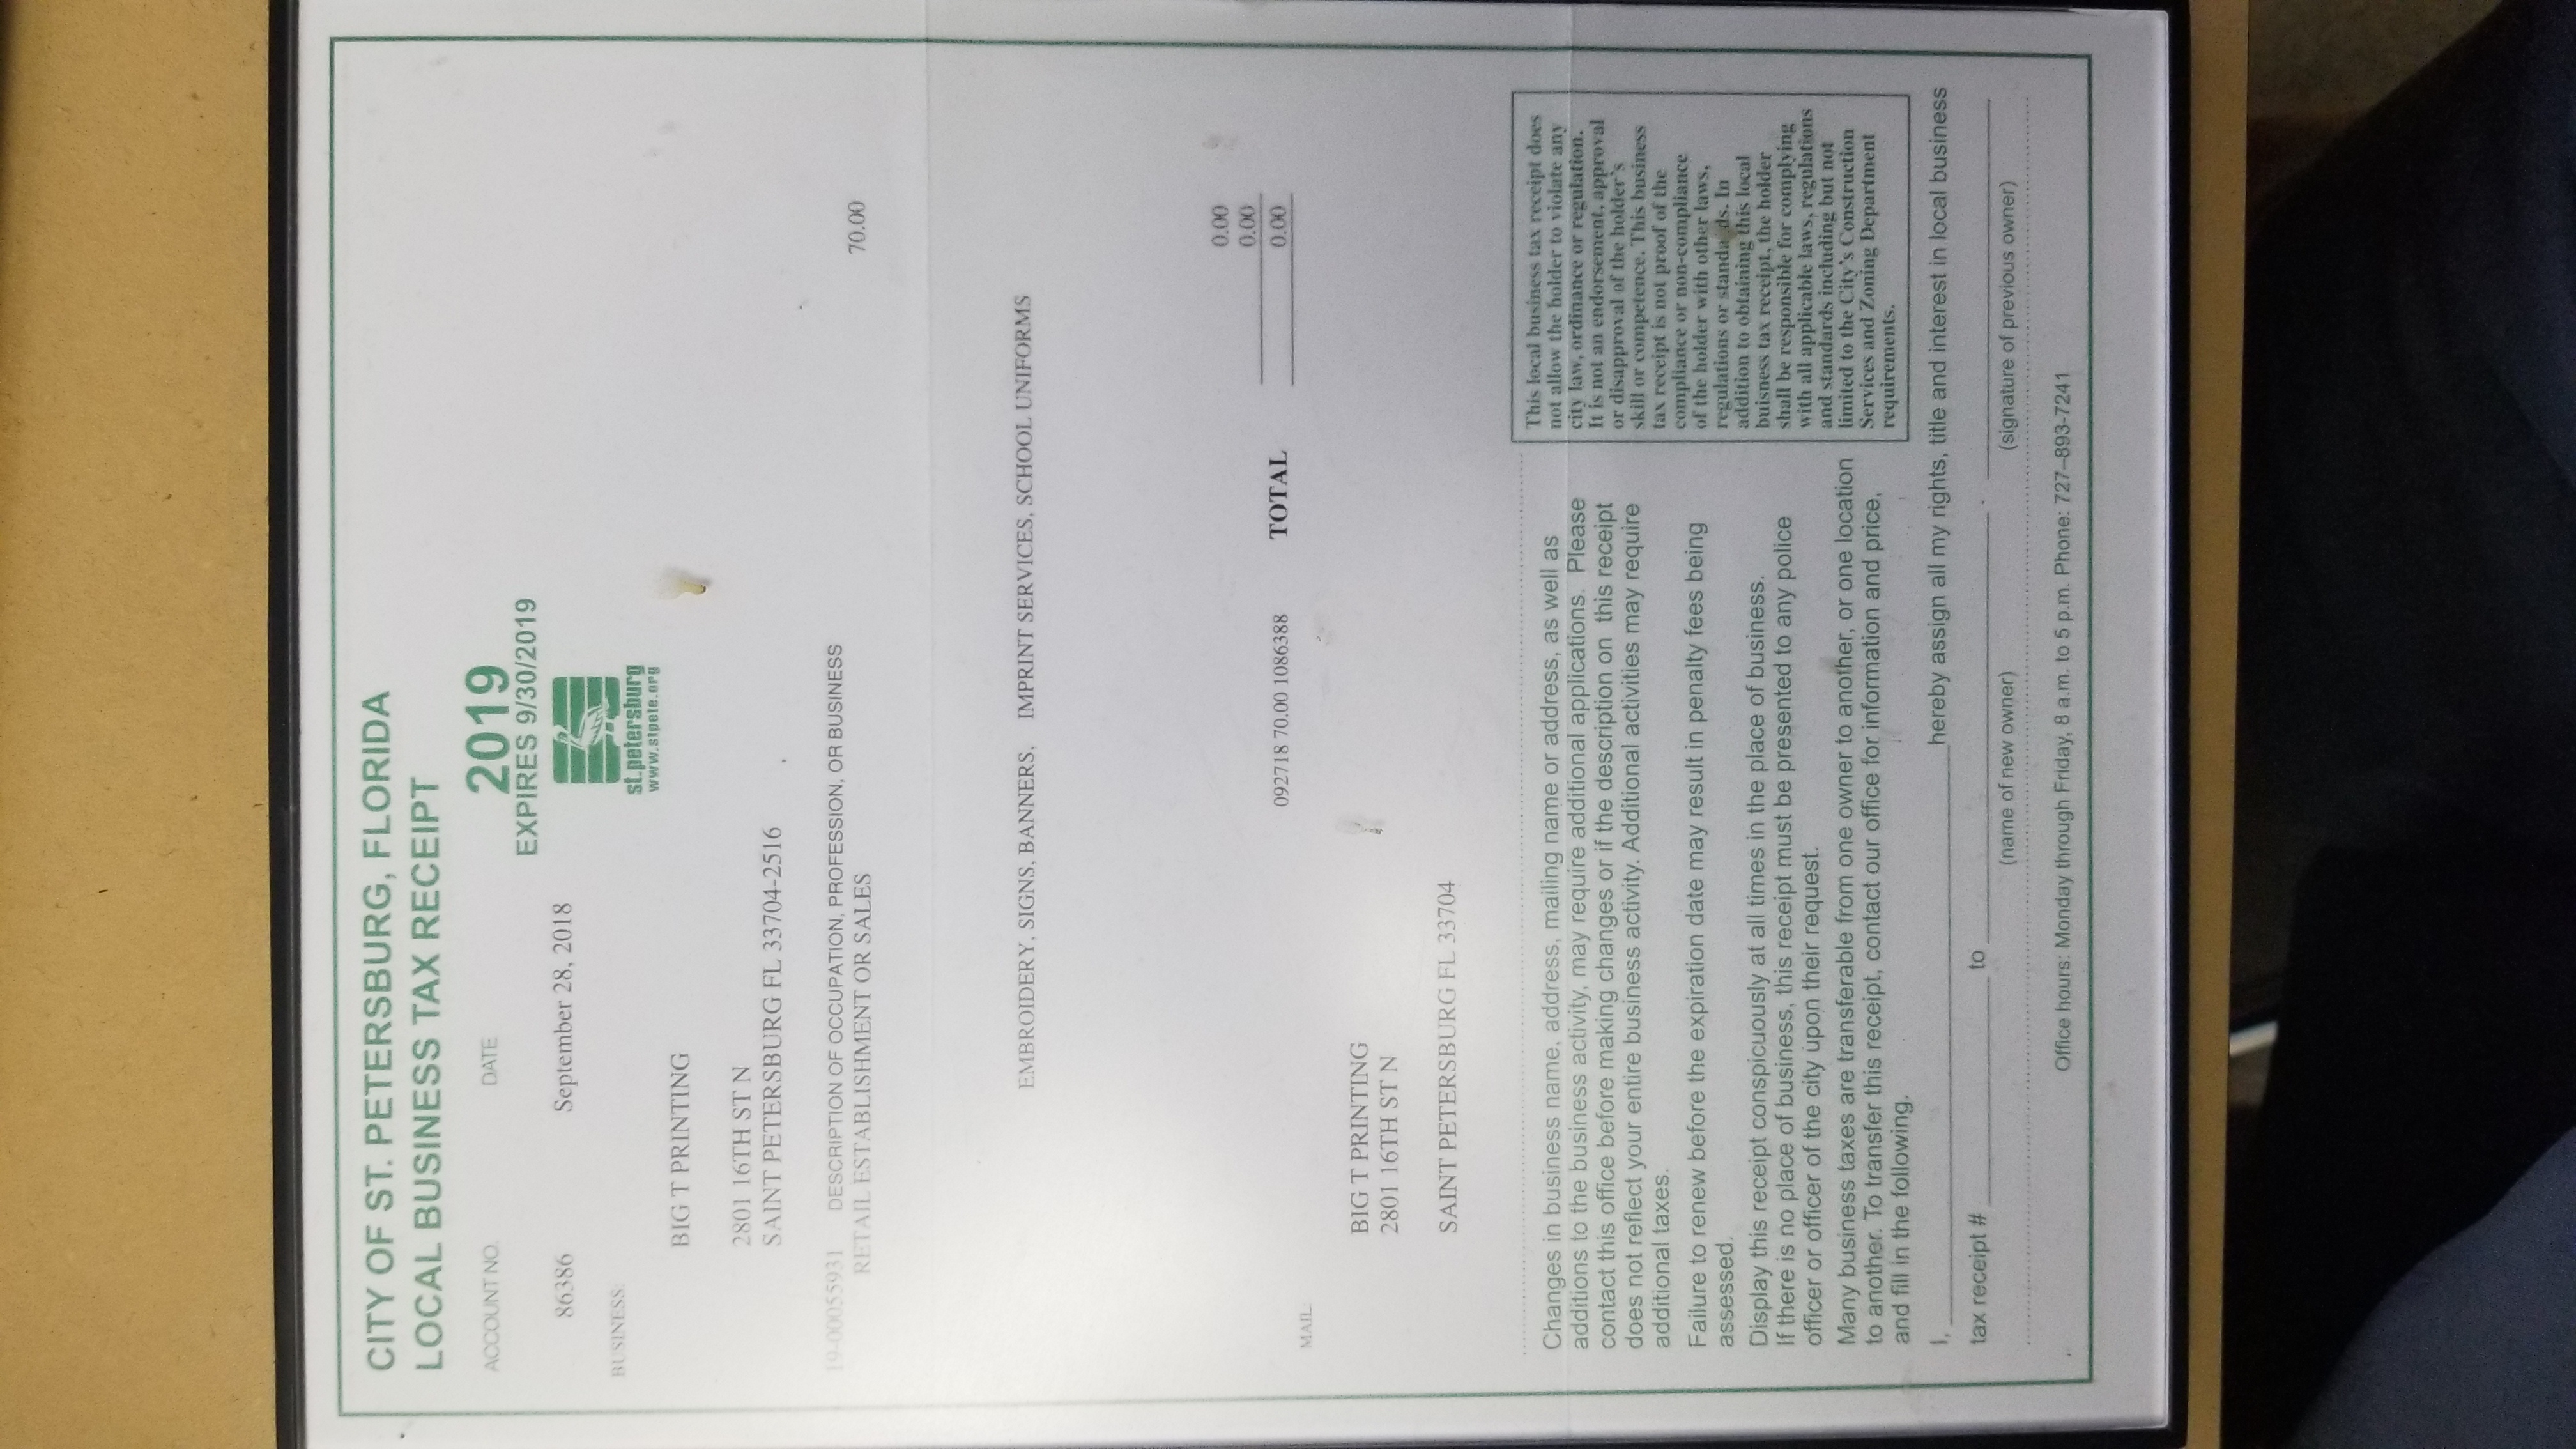 CITY OF ST. PETERSBURG, FLORIDA
LOCAL BUSINESS TAX RECEIPT
ACCOUNT NO. DATE 2019
EXPIRES 9/30/2019
86386 September 28, 2018
st.petersburg
www.stpete.org
BUSINESS:
BIG T PRINTING
2801 16TH ST N
SAINT PETERSBURG FL 33704-2516
19-00055931 DESCRIPTION OF OCCUPATION, PROFESSION, OR BUSINESS
RETAIL ESTABLISHMENT OR SALES 70.00
EMBROIDERY, SIGNS, BANNERS, IMPRINT SERVICES, SCHOOL UNIFORMS
0.00
0.00
092718 70.00 1086388 TOTAL 0.00
MAIL:
BIG T PRINTING
2801 16TH ST N
SAINT PETERSBURG FL 33704
Changes in business name, address, mailing name or address, as well as
additions to the business activity, may require additional applications. Please
contact this office before making changes or if the description on this receipt
does not reflect your entire business activity. Additional activities may require
additional taxes.
Failure to renew before the expiration date may result in penalty fees being
assessed.
Display this receipt conspicuously at all times in the place of business.
If there is no place of business, this receipt must be presented to any police
officer or officer of the city upon their request.
Many business taxes are transferable from one owner to another, or one location
to another. To transfer this receipt, contact our office for information and price,
and fill in the following.
This local business tax receipt does
not allow the holder to violate any
city law, ordinance or regulation.
It is not an endorsement, approval
or disapproval of the holder's
skill or competence. This business
tax receipt is not proof of the
compliance or non-compliance
of the holder with other laws,
regulations or standards. In
addition to obtaining this local
buisness tax receipt, the holder
shall be responsible for complying
with all applicable laws, regulations
and standards including but not
limited to the City's Construction
Services and Zoning Department
requirements.
I, hereby assign all my rights, title and interest in local business
tax receipt # to .
(name of new owner) (signature of previous owner)
Office hours: Monday through Friday, 8 a.m. to 5 p.m. Phone: 727–893-7241